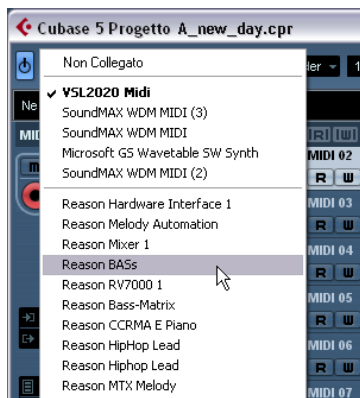 Cubase 5 Progetto A_new_day.cpr
Non Collegato
Ne
✓ VSL2020 Midi
SoundMAX WDM MIDI (3)
SoundMAX WDM MIDI
Microsoft GS Wavetable SW Synth
SoundMAX WDM MIDI (2)
Reason Hardware Interface 1
Reason Melody Automation
Reason Mixer 1
Reason BASs
Reason RV7000 1
Reason Bass-Matrix
Reason CCRMA E Piano
Reason HipHop Lead
Reason Hiphop Lead
Reason MTX Melody
MIDI 02
R W
MIDI 03
R W
MIDI 04
R W
MIDI 05
R W
MIDI 06
R W
MIDI 07